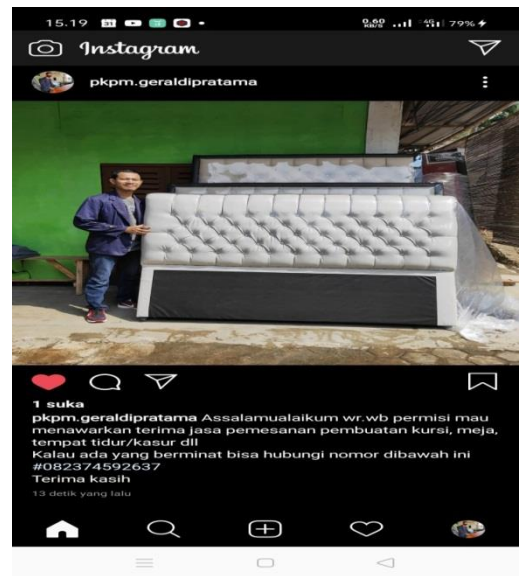 15.19
0,60 KB/S 4G 79%
Instagram
pkpm.geraldipratama
1 suka
pkpm.geraldipratama Assalamualaikum wr.wb permisi mau
menawarkan terima jasa pemesanan pembuatan kursi, meja,
tempat tidur/kasur dll
Kalau ada yang berminat bisa hubungi nomor dibawah ini
#082374592637
Terima kasih
13 detik yang lalu